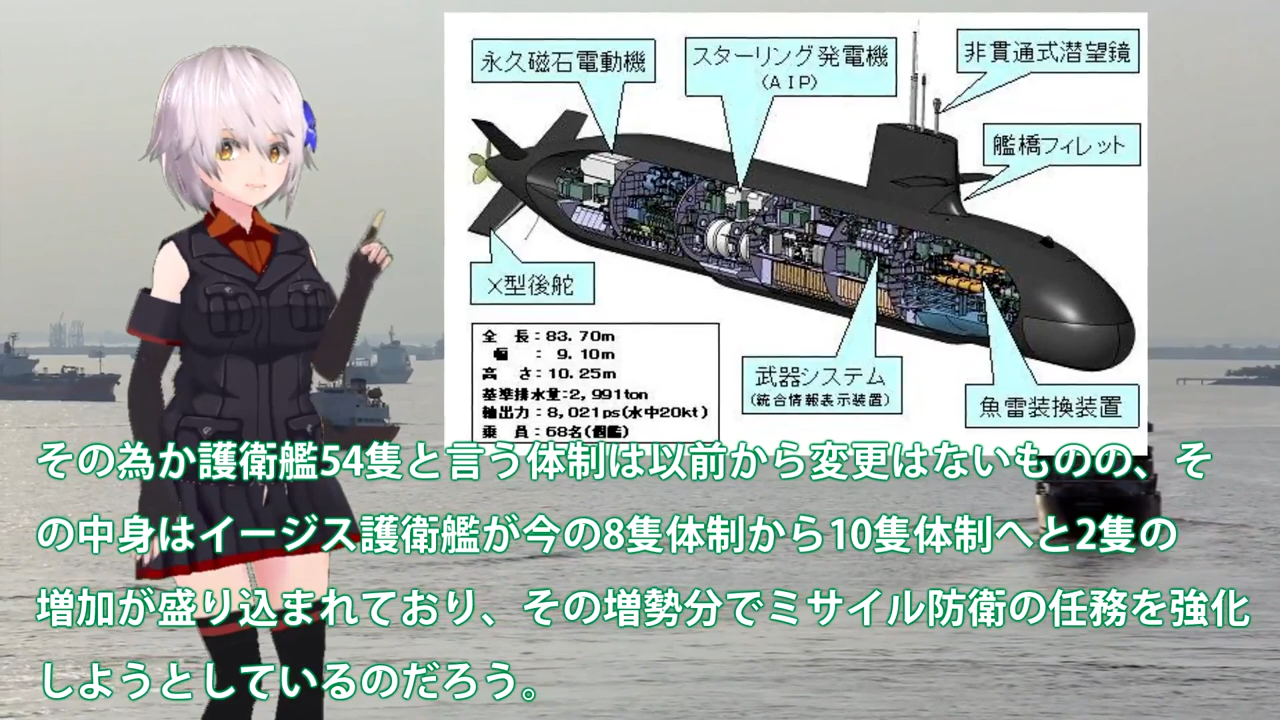 永久磁石電動機
スターリング発電機
(AIP)
非貫通式潜望鏡
艦橋フィレット
X型後舵
全　長：83.70m
幅　：9.10m
高　さ：10.25m
基準排水量：2,991ton
軸出力：8,021ps(水中20kt)
乗　員：68名(個艦)
武器システム
(統合情報表示装置)
魚雷装換装置
その為か護衛艦54隻と言う体制は以前から変更はないものの、そ
の中身はイージス護衛艦が今の8隻体制から10隻体制へと2隻の
増加が盛り込まれており、その増勢分でミサイル防衛の任務を強化
しようとしているのだろう。